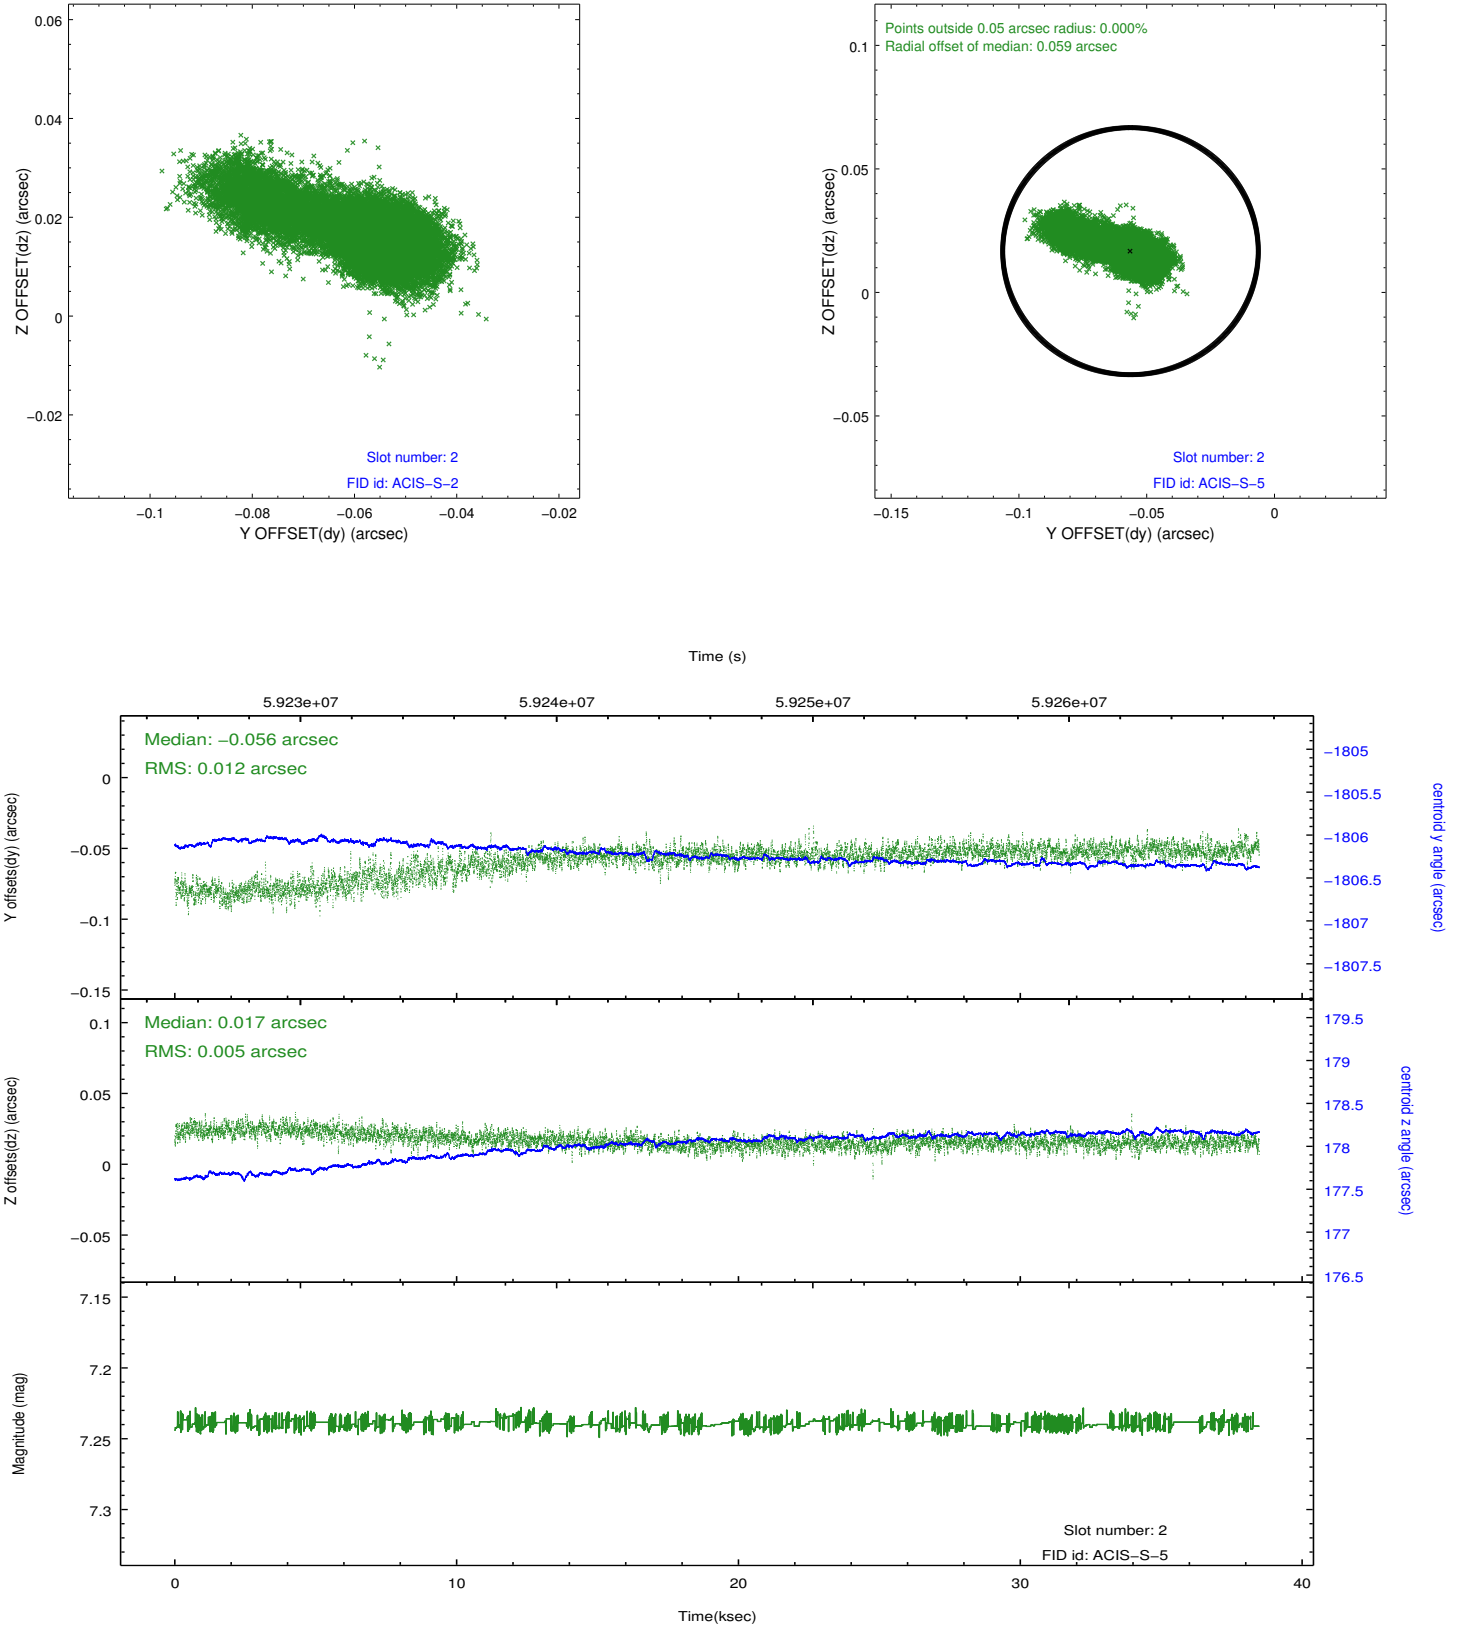 0.06
0.04
0.02
0
−0.02
Z OFFSET(dz) (arcsec)
Slot number: 2
FID id: ACIS−S−2
−0.1
−0.08
−0.06
−0.04
−0.02
Y OFFSET(dy) (arcsec)
Points outside 0.05 arcsec radius: 0.000%
Radial offset of median: 0.059 arcsec
0.1
0.05
0
−0.05
Z OFFSET(dz) (arcsec)
Slot number: 2
FID id: ACIS−S−5
−0.15
−0.1
−0.05
0
Y OFFSET(dy) (arcsec)
Time (s)
5.923e+07
5.924e+07
5.925e+07
5.926e+07
Median: −0.056 arcsec
RMS: 0.012 arcsec
0
−0.05
−0.1
−0.15
Y offsets(dy) (arcsec)
−1805
−1805.5
−1806
−1806.5
−1807
−1807.5
centroid y angle (arcsec)
Median: 0.017 arcsec
RMS: 0.005 arcsec
0.1
0.05
0
−0.05
Z offsets(dz) (arcsec)
179.5
179
178.5
178
177.5
177
176.5
centroid z angle (arcsec)
7.15
7.2
7.25
7.3
Magnitude (mag)
Slot number: 2
FID id: ACIS−S−5
0
10
20
30
40
Time(ksec)